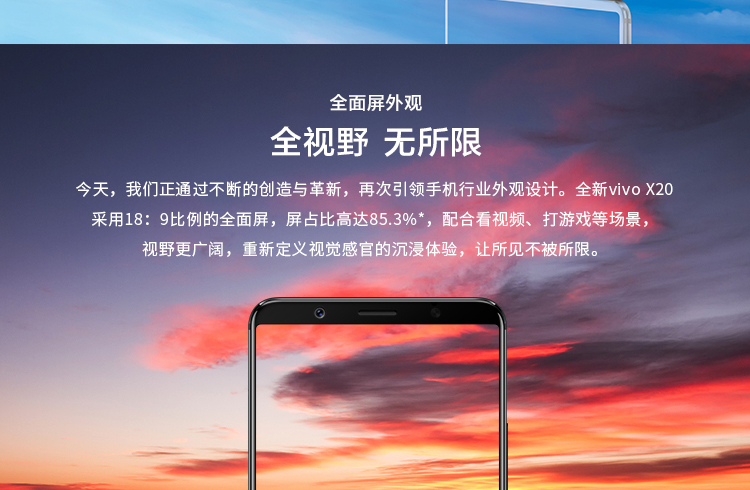 全面屏外观
全视野 无所限
今天，我们正通过不断的创造与革新，再次引领手机行业外观设计。全新vivo X20
采用18：9比例的全面屏，屏占比高达85.3%*，配合看视频、打游戏等场景，
视野更广阔，重新定义视觉感官的沉浸体验，让所见不被所限。